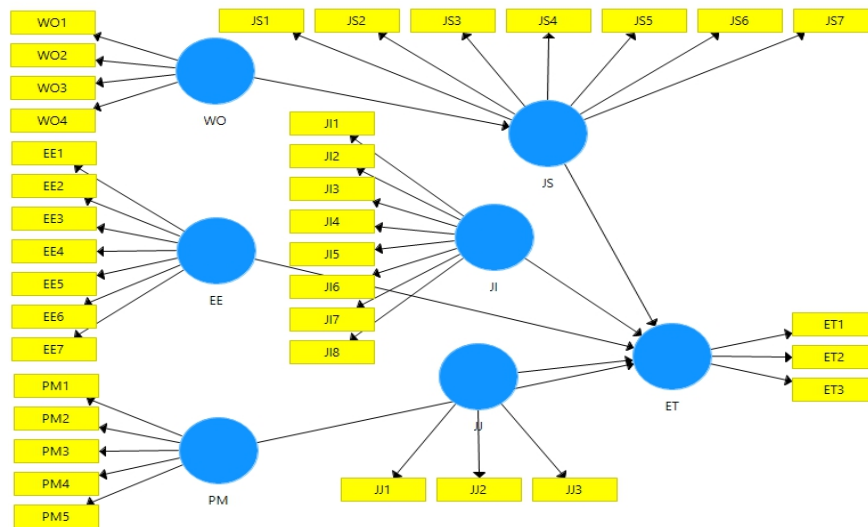 WO1
WO2
WO3
WO4
WO
JS1
JS2
JS3
JS4
JS5
JS6
JS7
JS
EE1
EE2
EE3
EE4
EE5
EE6
EE7
EE
JI1
JI2
JI3
JI4
JI5
JI6
JI7
JI8
JI
ET1
ET2
ET3
ET
PM1
PM2
PM3
PM4
PM5
PM
JJ
JJ1
JJ2
JJ3